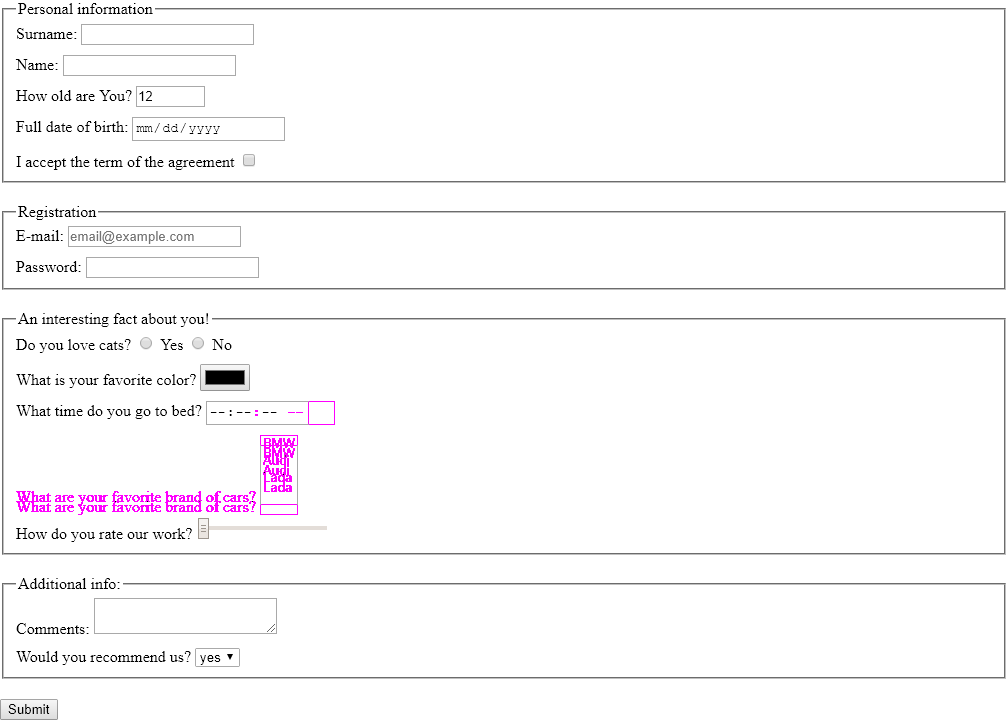 Personal information
Surname:
Name:
How old are You? 12
Full date of birth: mm/dd/yyyy
I accept the term of the agreement
Registration
E-mail: email@example.com
Password:
An interesting fact about you!
Do you love cats? Yes No
What is your favorite color?
What time do you go to bed? --:--:-- --
BMW
BMW
Audi
Audi
Lada
Lada
What are your favorite brand of cars?
What are your favorite brand of cars?
How do you rate our work?
Additional info:
Comments:
Would you recommend us? yes
Submit